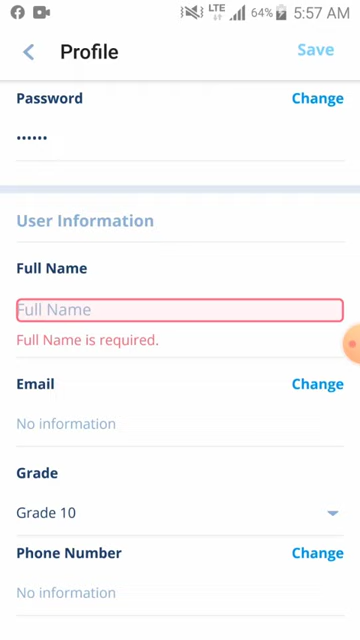 LTE 64% 5:57 AM
Profile Save
Password Change
••••••
User Information
Full Name
Full Name
Full Name is required.
Email Change
No information
Grade
Grade 10
Phone Number Change
No information